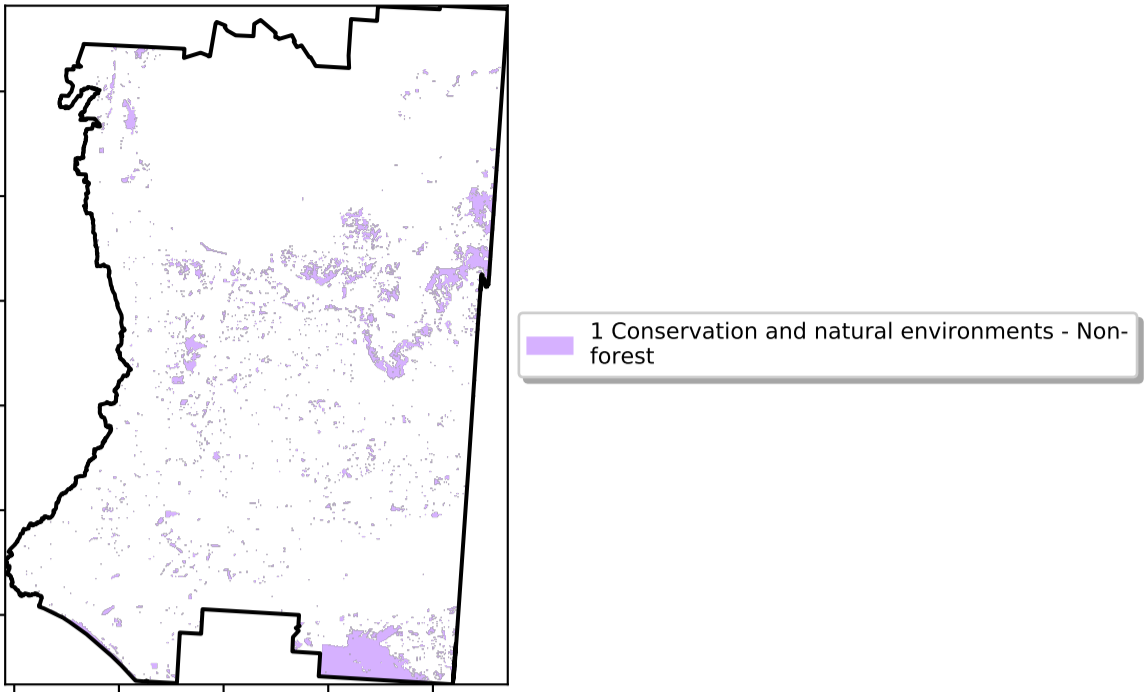 1 Conservation and natural environments - Non-
forest